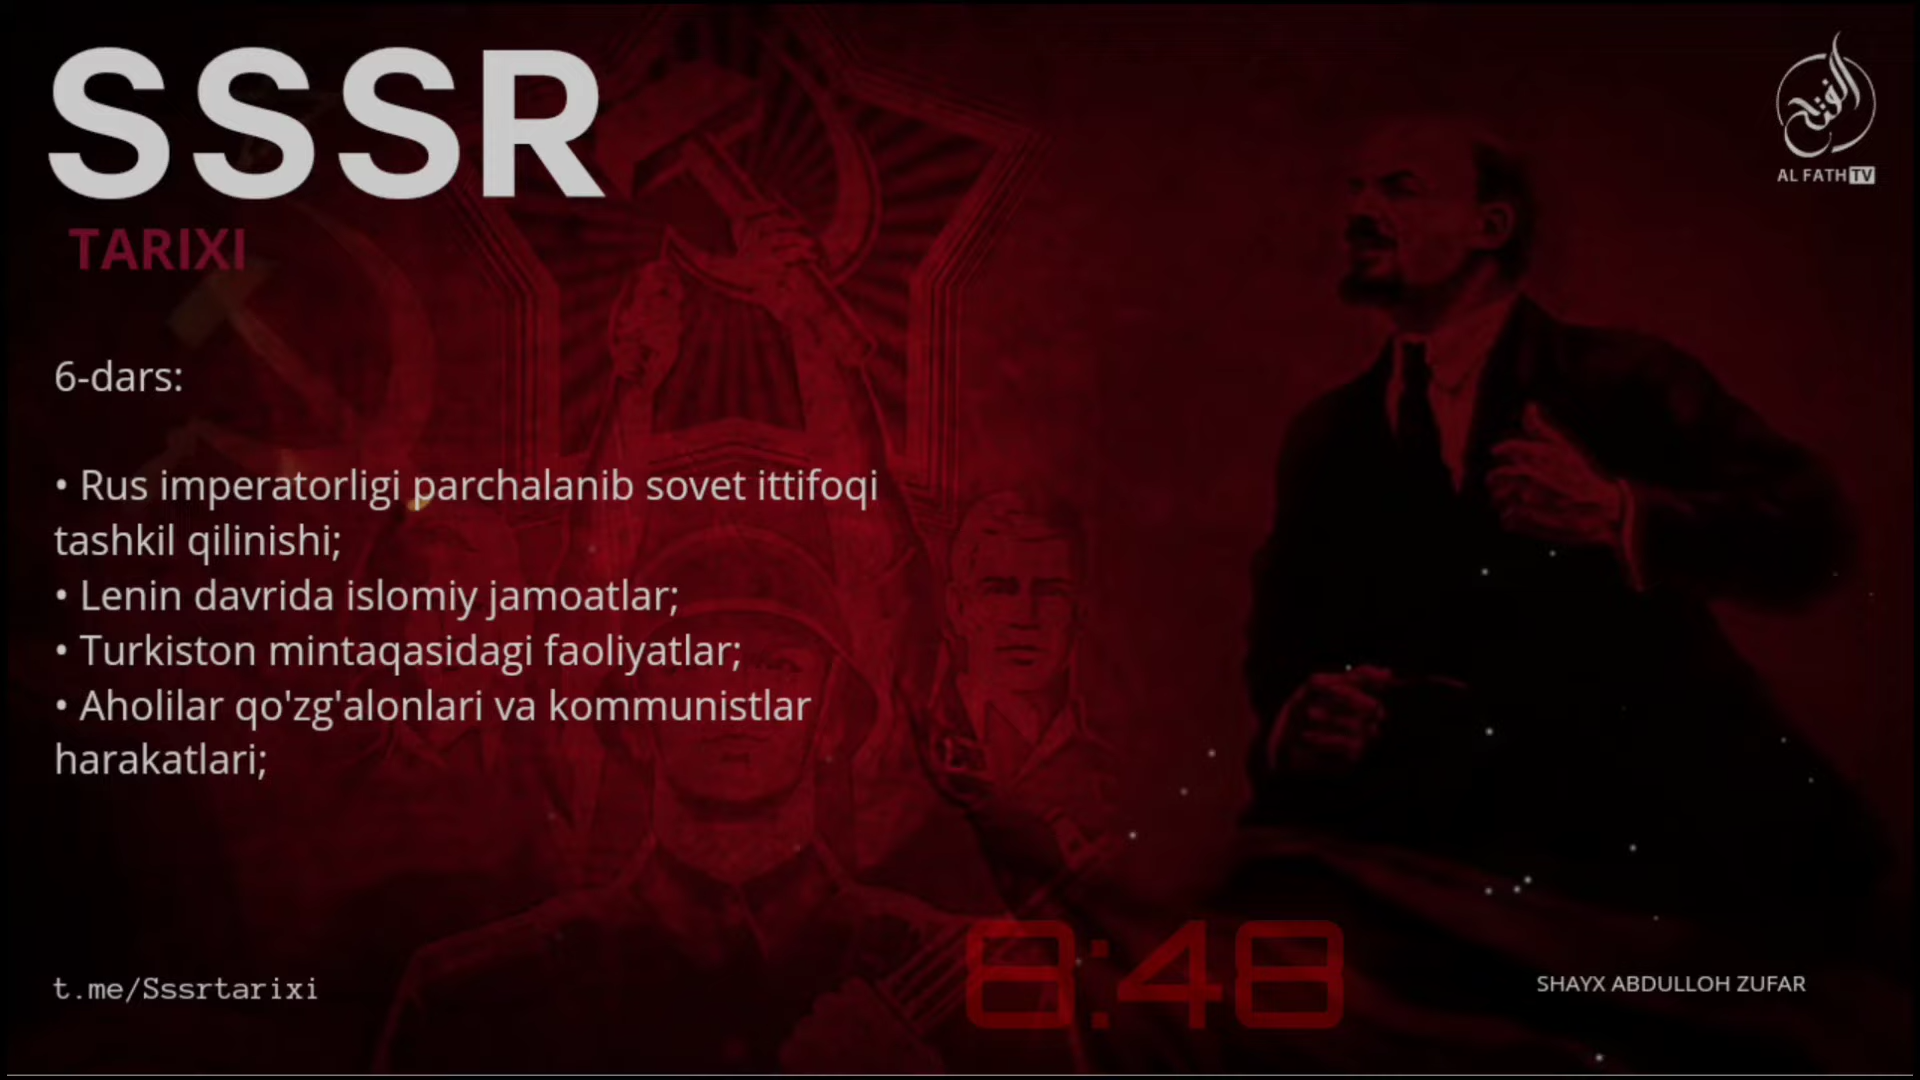 SSSR
TARIXI
الفتح
AL FATH TV
6-dars:
• Rus imperatorligi parchalanib sovet ittifoqi
tashkil qilinishi;
• Lenin davrida islomiy jamoatlar;
• Turkiston mintaqasidagi faoliyatlar;
• Aholilar qo'zg'alonlari va kommunistlar
harakatlari;
8:48
t.me/Sssrtarixi
SHAYX ABDULLOH ZUFAR